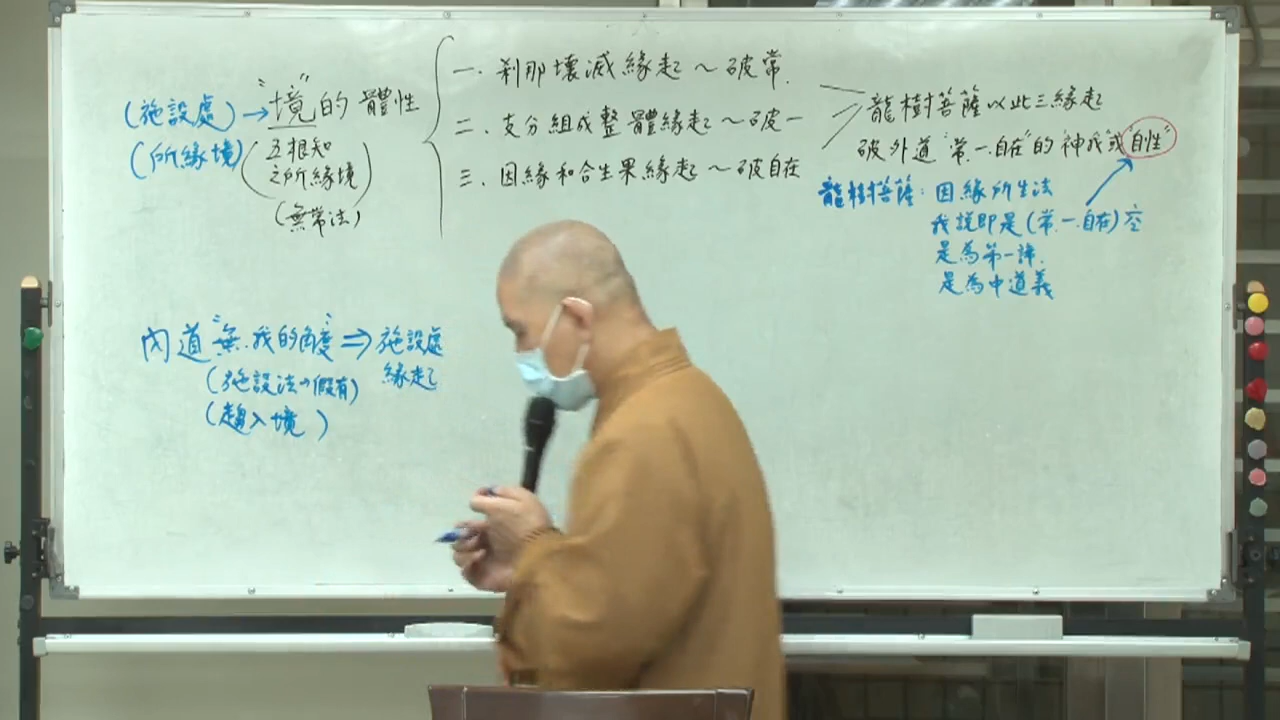 (施設處)→"境"的體性
(所緣境)
(五根知
之所緣境)
(無常法)
一、剎那壞滅緣起～破常.
二、支分組成整體緣起～破一
三、因緣和合生果緣起～破自在
龍樹菩薩以此三緣起
破外道"常.一.自在"的"神我"或"自性"
龍樹菩薩：因緣所生法
我說即是(常.一.自在)空
是為第一諦.
是為中道義
內道"無.我的角度"⇒施設處
緣起
(施設法→假有)
(趨入境)